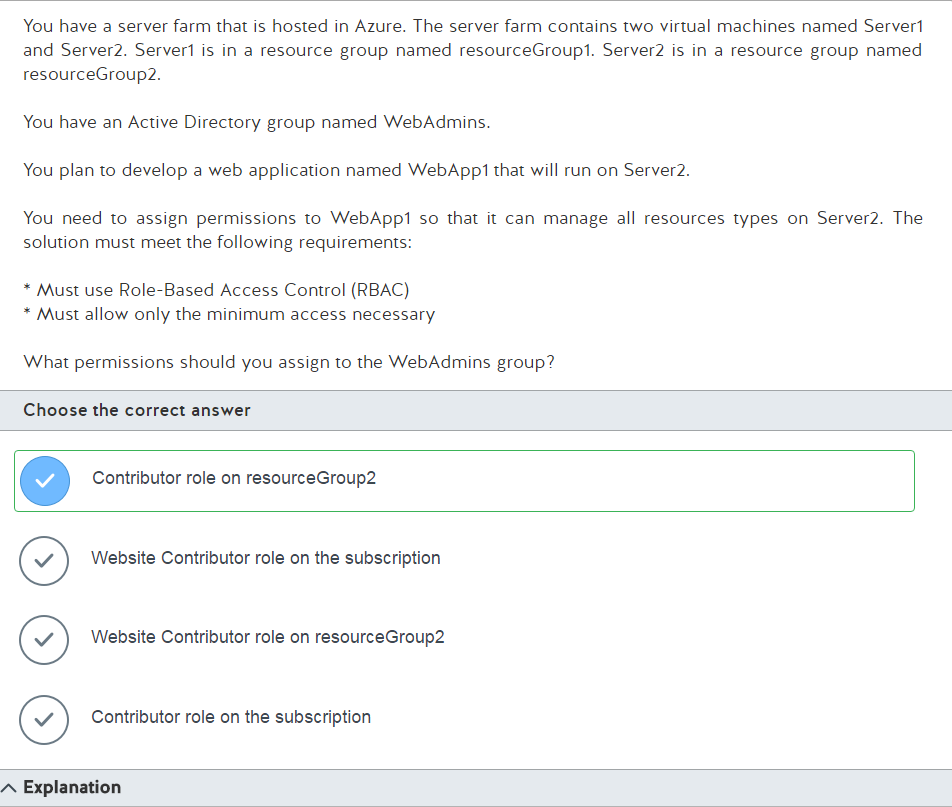 You have a server farm that is hosted in Azure. The server farm contains two virtual machines named Server1
and Server2. Server1 is in a resource group named resourceGroup1. Server2 is in a resource group named
resourceGroup2.
You have an Active Directory group named WebAdmins.
You plan to develop a web application named WebApp1 that will run on Server2.
You need to assign permissions to WebApp1 so that it can manage all resources types on Server2. The
solution must meet the following requirements:
* Must use Role-Based Access Control (RBAC)
* Must allow only the minimum access necessary
What permissions should you assign to the WebAdmins group?
Choose the correct answer
Contributor role on resourceGroup2
Website Contributor role on the subscription
Website Contributor role on resourceGroup2
Contributor role on the subscription
Explanation